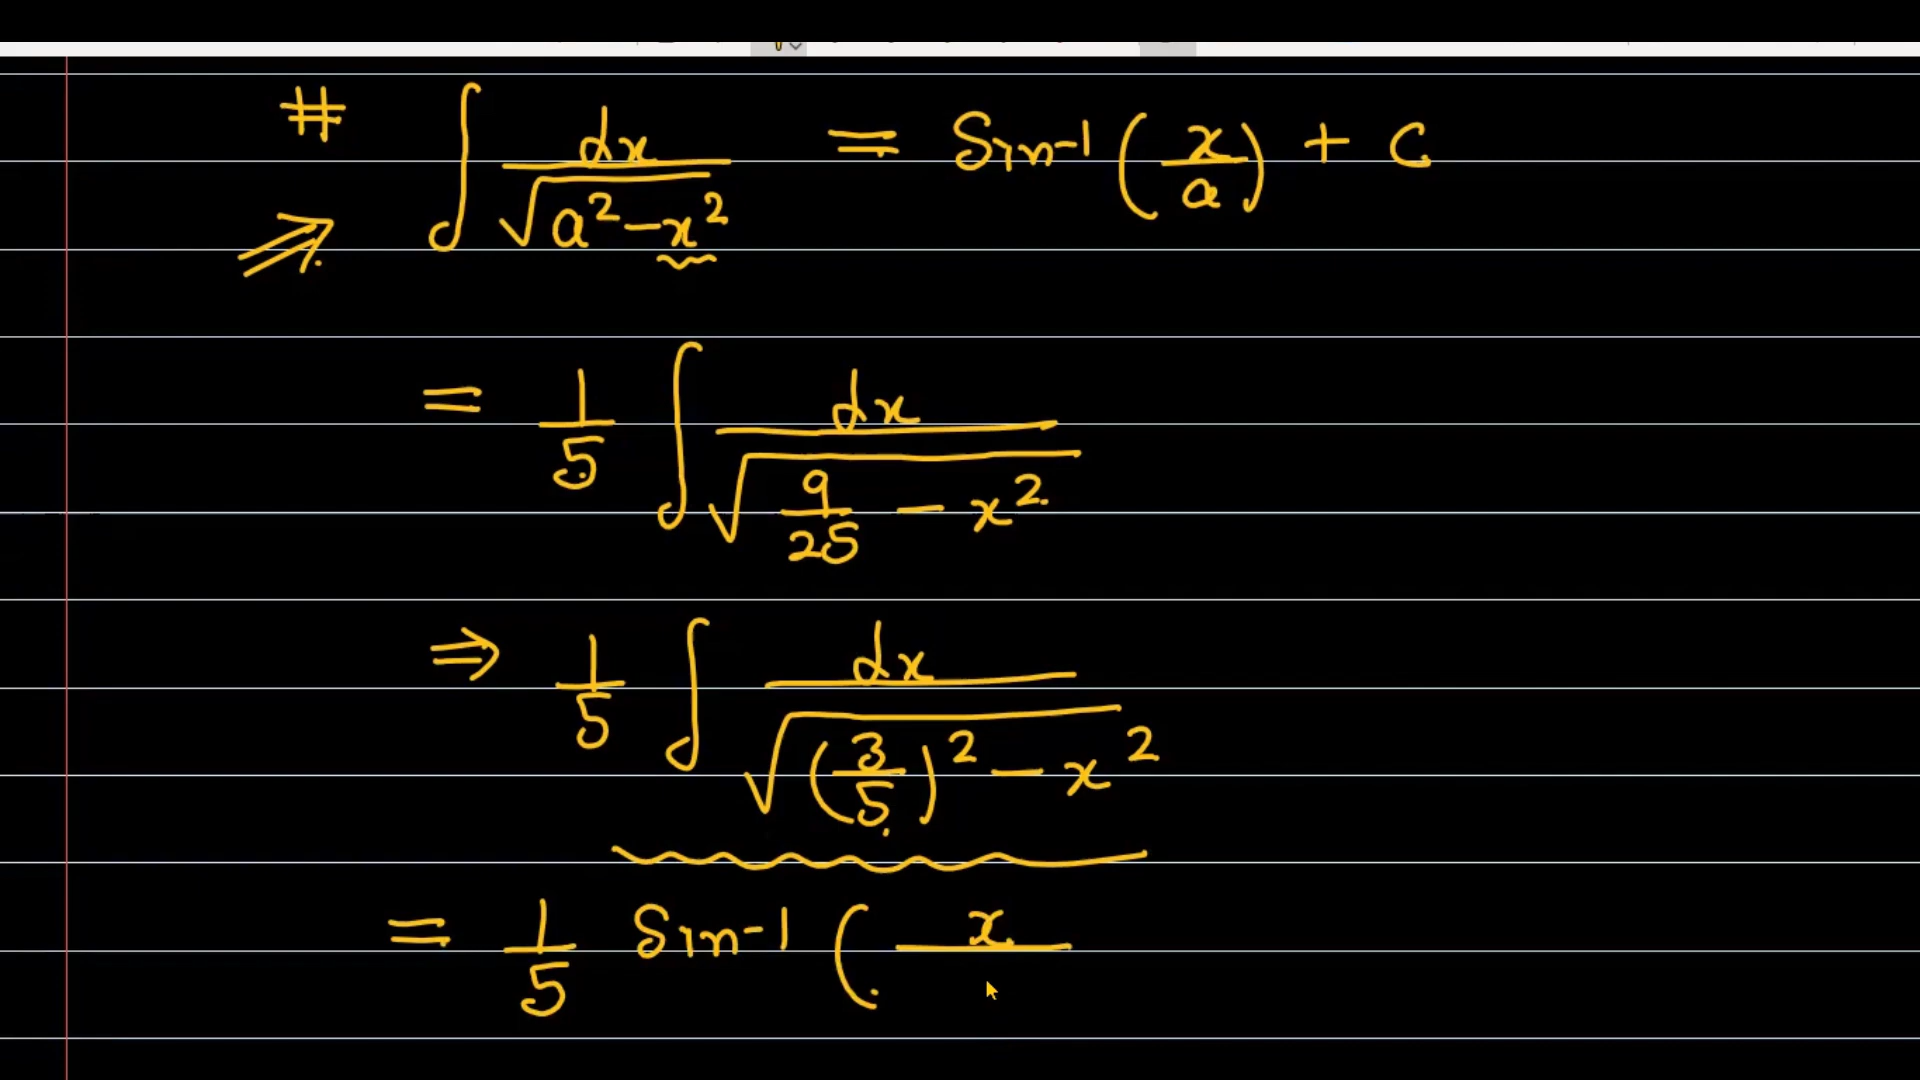 # ∫ dx / √(a² − x²) = Sin⁻¹ (x/a) + C
⇒
= 1/5 ∫ dx / √(9/25 − x²)
⇒ 1/5 ∫ dx / √((3/5)² − x²)
= 1/5 Sin⁻¹ ( x /